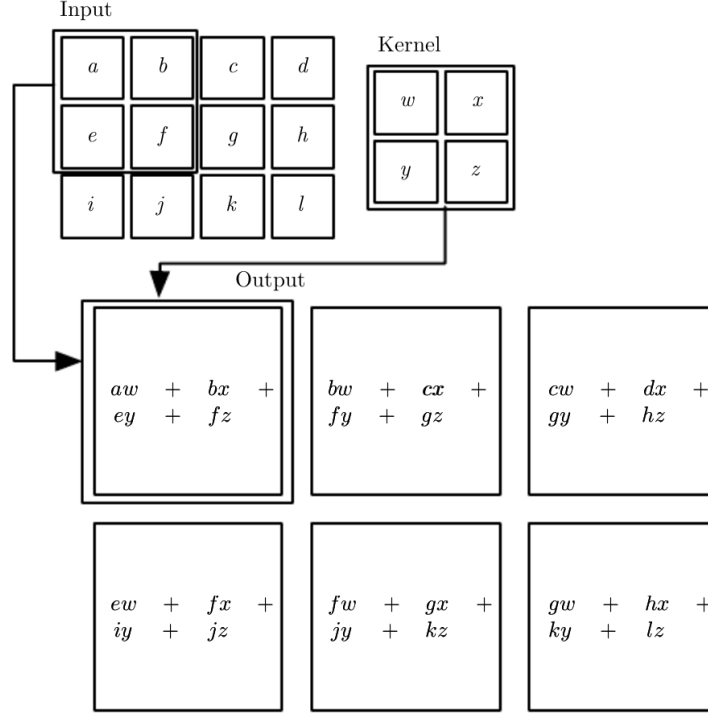 Input
Kernel
a b c d
e f g h
i j k l
w x
y z
Output
aw + bx +
ey + fz
bw + cx +
fy + gz
cw + dx +
gy + hz
ew + fx +
iy + jz
fw + gx +
jy + kz
gw + hx +
ky + lz